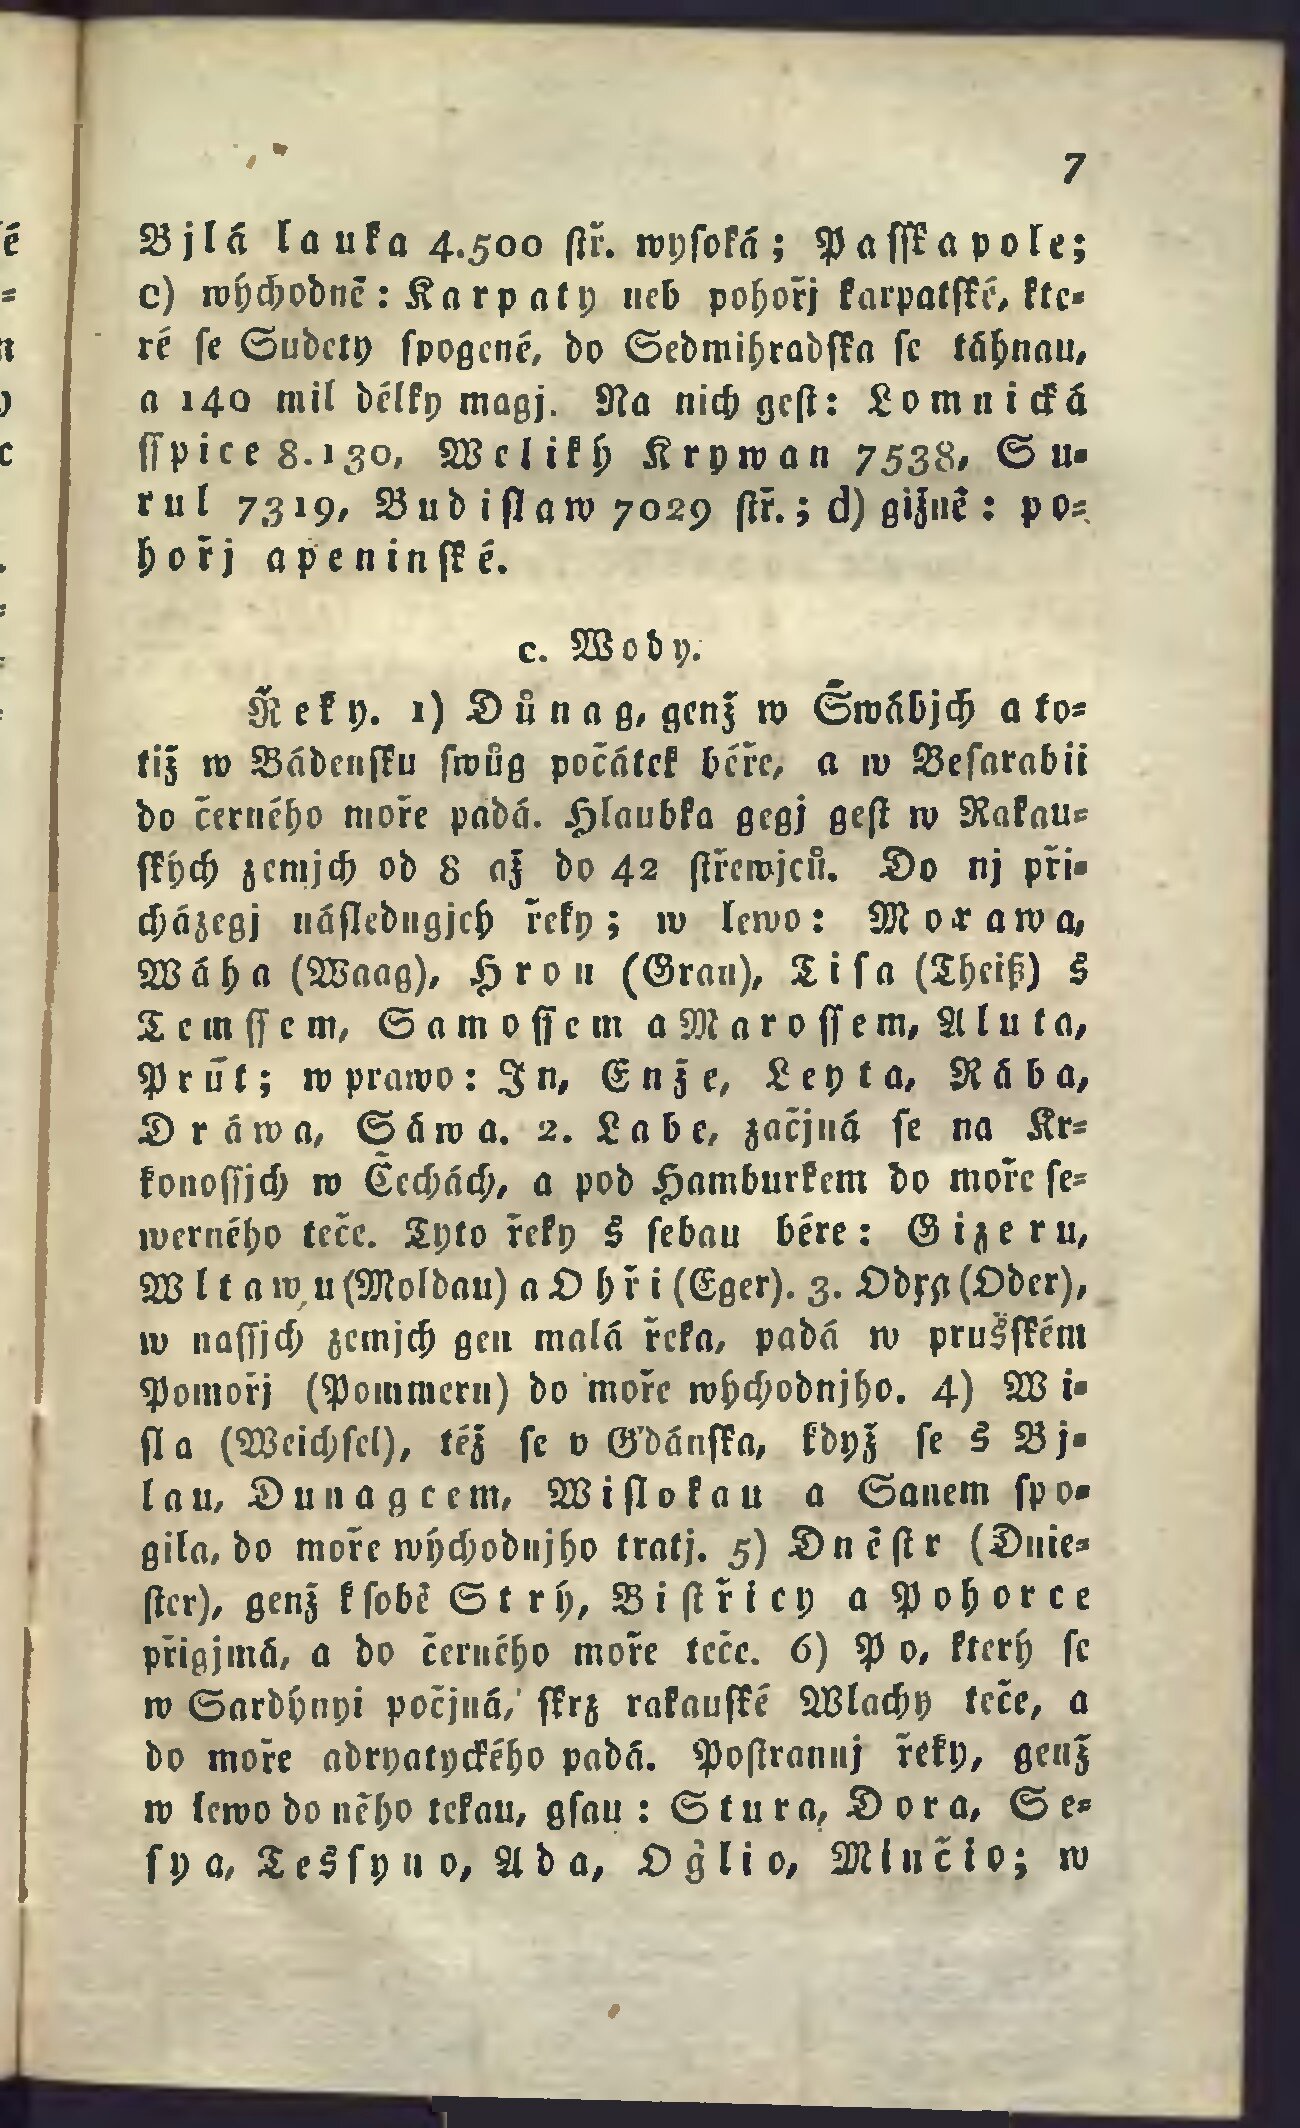 7
Bjlá lauka 4.500 stř. wysoká; Passkapole;
c) wýchodně: Karpaty neb pohořj karpatské, kte-
ré se Sudety spogené, do Sedmihradska se táhnau,
a 140 mil délky magj. Na nich gest: Lomnická
sspice 8.130, Weliký Krywan 7538, Su-
rul 7319, Budislaw 7029 stř.; d) gižně: po-
hořj apeninské.
c. Wody.
Řeky. 1) Důnag, genž w Šwábjch a to-
tiž w Bádensku swůg počátek béře, a w Besarabii
do černého moře padá. Hlaubka gegj gest w Rakau-
ských zemjch od 8 až do 42 střewjců. Do nj při-
cházegj následugjch řeky; w lewo: Morawa,
Wáha (Waag), Hron (Gran), Tisa (Theiß) s
Temssem, Samossem a Marossem, Aluta,
Průt; w prawo: In, Enže, Leyta, Rába,
Dráwa, Sáwa. 2. Labe, začjná se na Kr-
konossjch w Čechách, a pod Hamburkem do moře se-
werného teče. Tyto řeky s sebau bére: Gizeru,
Wltawu (Moldau) a Ohři (Eger). 3. Odra (Oder),
w nassjch zemjch gen malá řeka, padá w prušském
Pomořj (Pommern) do moře wýchodnjho. 4) Wi-
sla (Weichsel), též se v Gdánska, když se s Bj-
lau, Dunagcem, Wislokau a Sanem spo-
gila, do moře wýchodnjho tratj. 5) Dněstr (Dnie-
ster), genž k sobě Strý, Bistřicy a Pohorce
přigjmá, a do černého moře teče. 6) Po, který se
w Sardýnyi počjná, skrz rakauské Wlachy teče, a
do moře adryatyckého padá. Postrannj řeky, genž
w lewo do něho tekau, gsau: Stura, Dora, Se-
sya, Tessyno, Ada, Oglio, Minčio; w